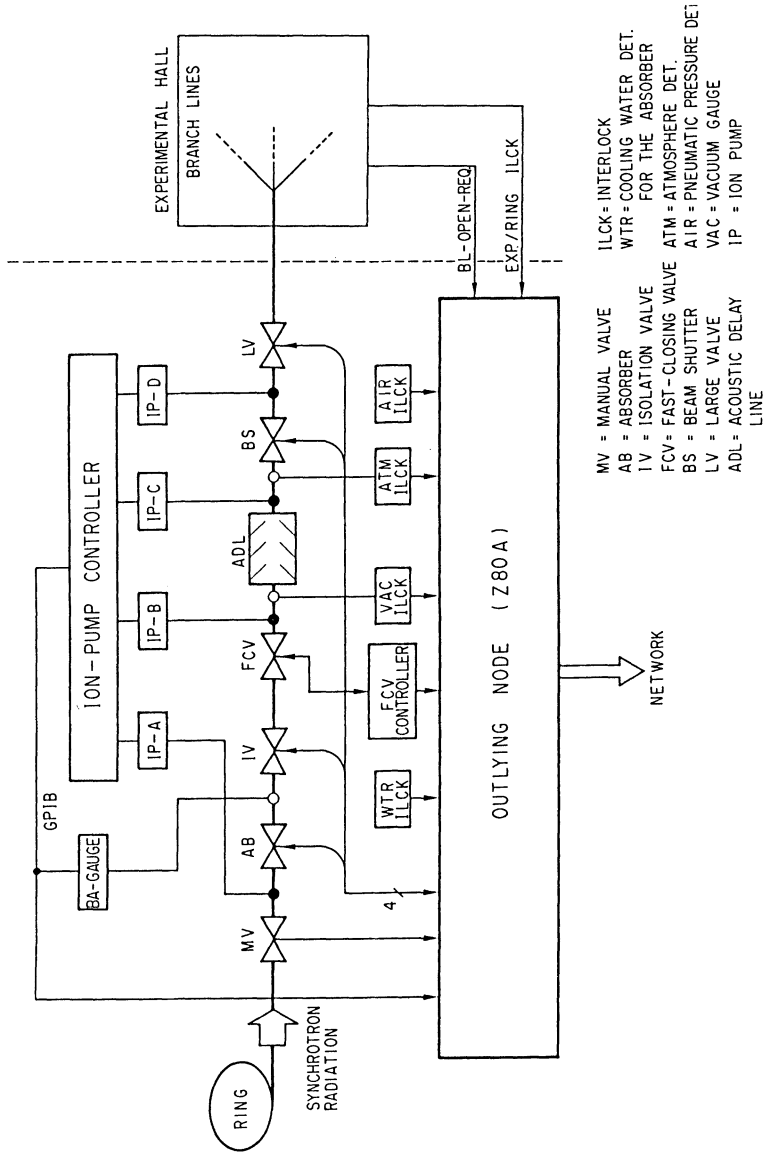 EXPERIMENTAL HALL
BRANCH LINES
ION-PUMP CONTROLLER
GPIB
BA-GAUGE
IP-A
IP-B
IP-C
IP-D
RING
SYNCHROTRON
RADIATION
MV
AB
IV
FCV
ADL
BS
LV
4
WTR
ILCK
FCV
CONTROLLER
VAC
ILCK
ATM
ILCK
AIR
ILCK
BL-OPEN-REQ
EXP/RING ILCK
OUTLYING NODE (Z80A)
NETWORK
MV = MANUAL VALVE
AB = ABSORBER
IV = ISOLATION VALVE
FCV = FAST-CLOSING VALVE
BS = BEAM SHUTTER
LV = LARGE VALVE
ADL = ACOUSTIC DELAY
LINE
ILCK = INTERLOCK
WTR = COOLING WATER DET.
FOR THE ABSORBER
ATM = ATMOSPHERE DET.
AIR = PNEUMATIC PRESSURE DET
VAC = VACUUM GAUGE
IP = ION PUMP